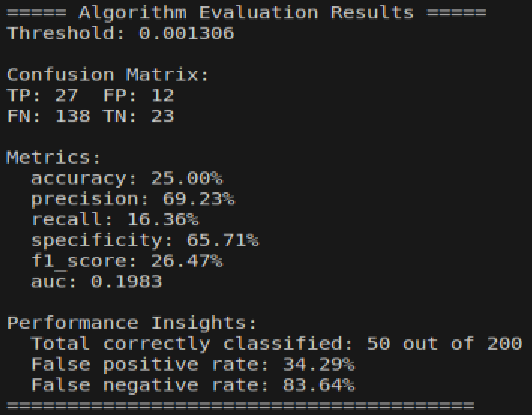 ===== Algorithm Evaluation Results =====
Threshold: 0.001306

Confusion Matrix:
TP: 27  FP: 12
FN: 138 TN: 23

Metrics:
  accuracy: 25.00%
  precision: 69.23%
  recall: 16.36%
  specificity: 65.71%
  f1_score: 26.47%
  auc: 0.1983

Performance Insights:
  Total correctly classified: 50 out of 200
  False positive rate: 34.29%
  False negative rate: 83.64%
=======================================